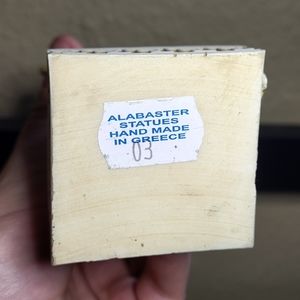 ALABASTER
STATUES
HAND MADE
IN GREECE
03